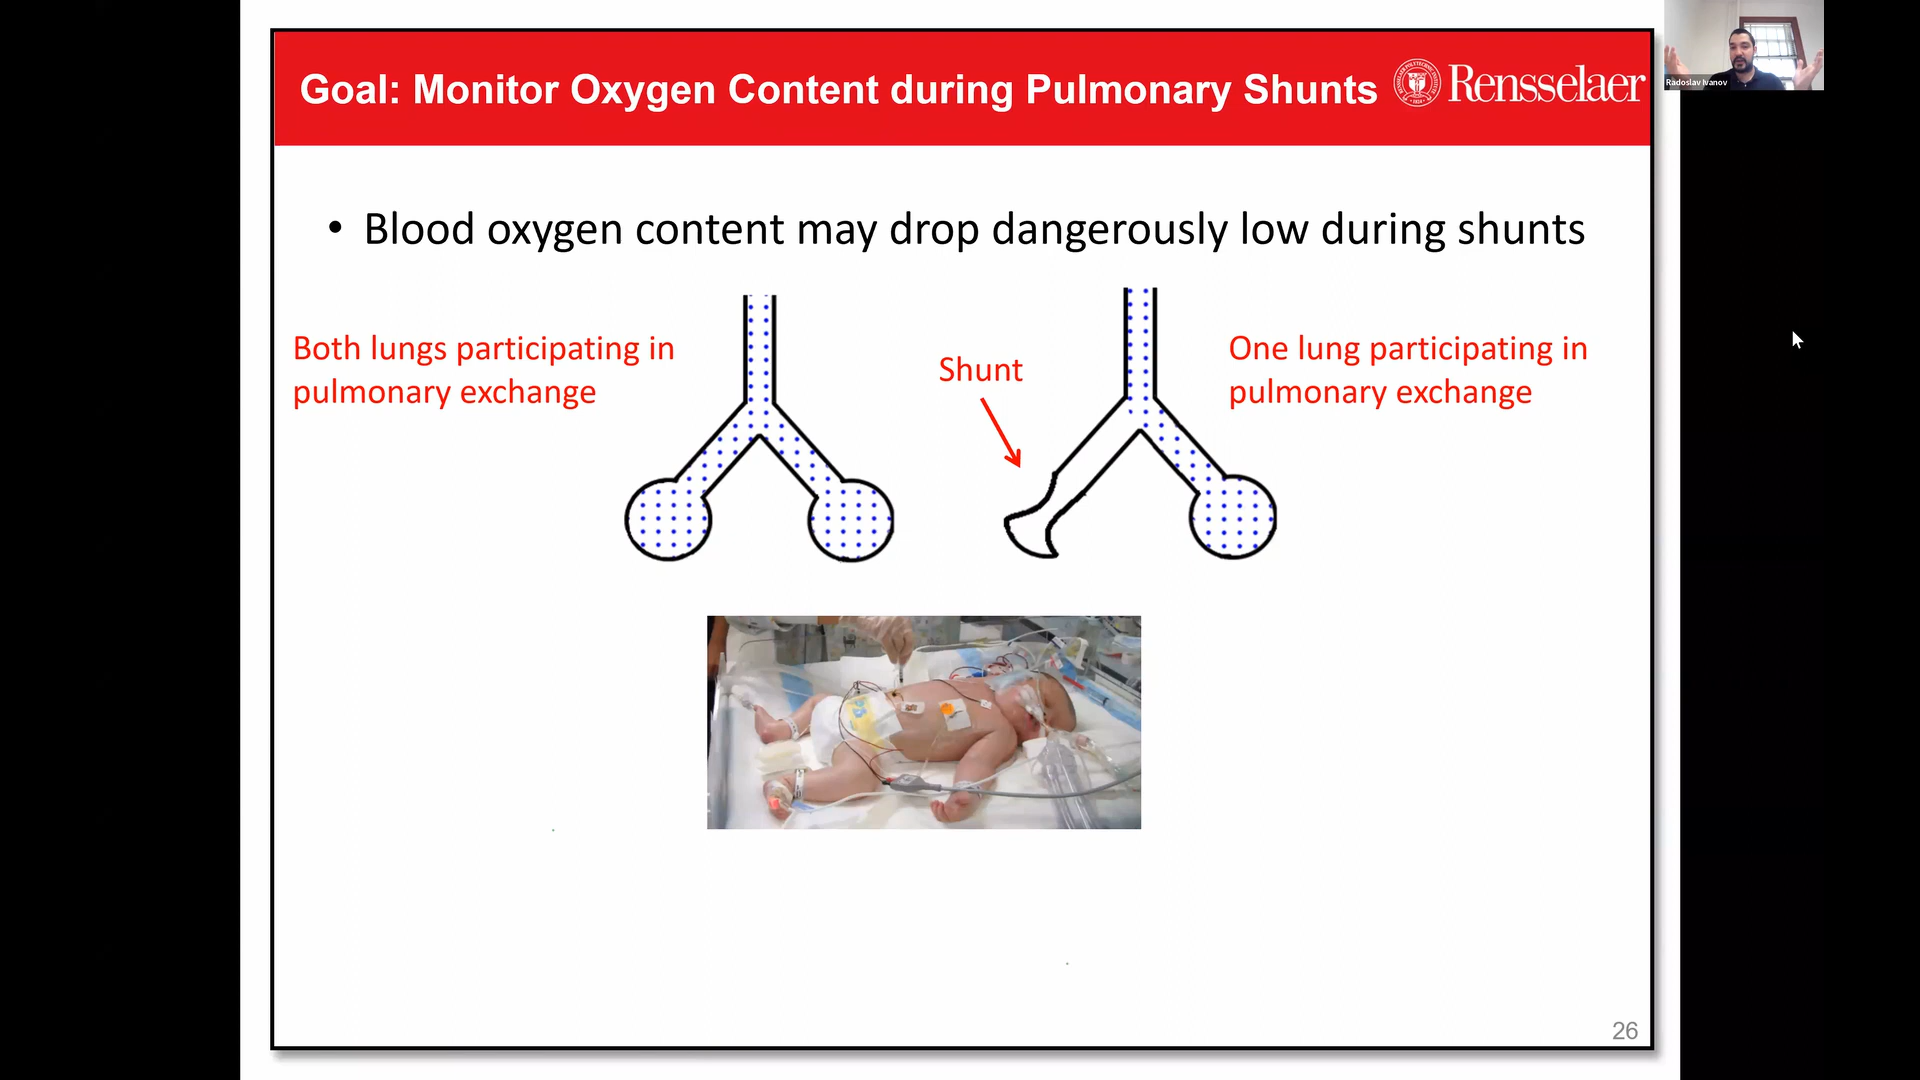 Goal: Monitor Oxygen Content during Pulmonary Shunts
Rensselaer
Radoslav Ivanov
• Blood oxygen content may drop dangerously low during shunts
Both lungs participating in
pulmonary exchange
Shunt
One lung participating in
pulmonary exchange
26